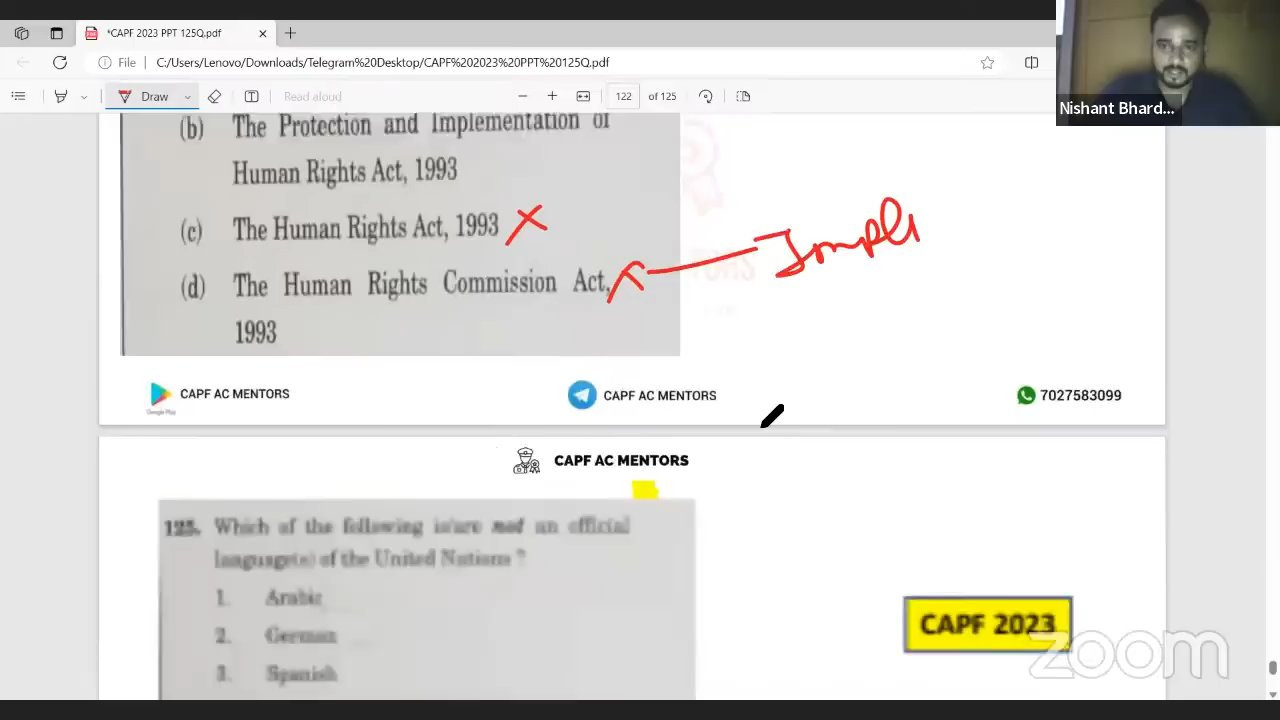 *CAPF 2023 PPT 125Q.pdf
File
C:/Users/Lenovo/Downloads/Telegram%20Desktop/CAPF%202023%20PPT%20125Q.pdf
Draw
Read aloud
122 of 125
Nishant Bhard...
(b) The Protection and Implementation of
Human Rights Act, 1993
(c) The Human Rights Act, 1993
(d) The Human Rights Commission Act,
1993
Google Play
CAPF AC MENTORS
CAPF AC MENTORS
7027583099
CAPF AC MENTORS
125. Which of the following is/are not an official
language(s) of the United Nations ?
1. Arabic
2. German
3. Spanish
CAPF 2023
zoom